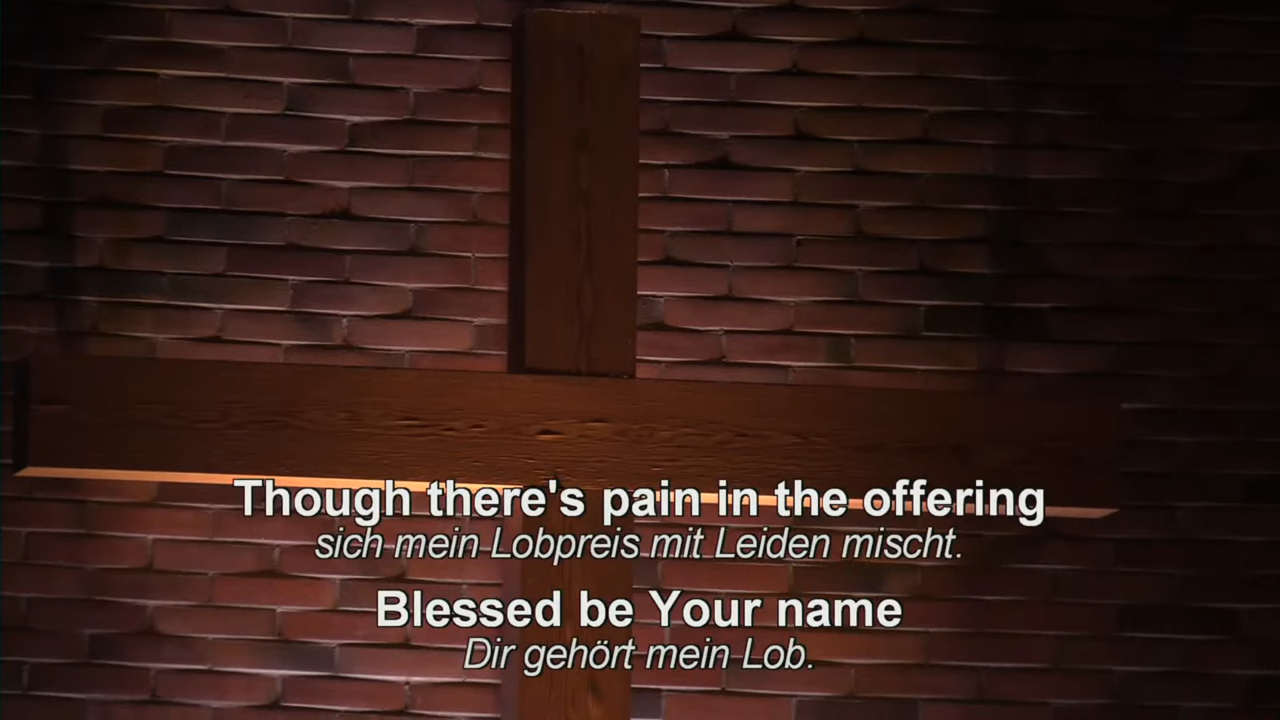 Though there's pain in the offering
sich mein Lobpreis mit Leiden mischt.
Blessed be Your name
Dir gehört mein Lob.